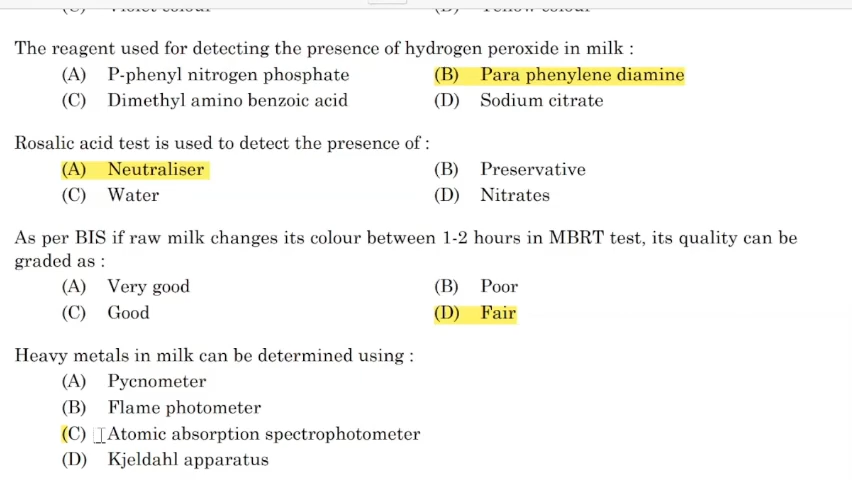 The reagent used for detecting the presence of hydrogen peroxide in milk :
(A) P-phenyl nitrogen phosphate (B) Para phenylene diamine
(C) Dimethyl amino benzoic acid (D) Sodium citrate
Rosalic acid test is used to detect the presence of :
(A) Neutraliser (B) Preservative
(C) Water (D) Nitrates
As per BIS if raw milk changes its colour between 1-2 hours in MBRT test, its quality can be
graded as :
(A) Very good (B) Poor
(C) Good (D) Fair
Heavy metals in milk can be determined using :
(A) Pycnometer
(B) Flame photometer
(C) Atomic absorption spectrophotometer
(D) Kjeldahl apparatus